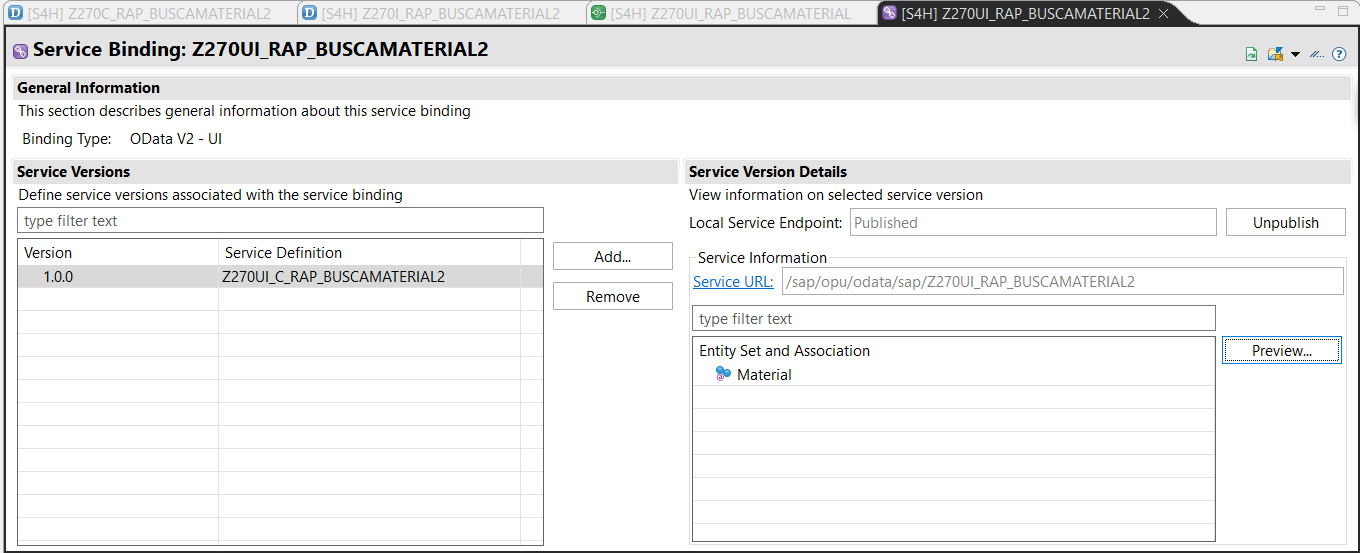 [S4H] Z270C_RAP_BUSCAMATERIAL2
[S4H] Z270I_RAP_BUSCAMATERIAL2
[S4H] Z270UI_RAP_BUSCAMATERIAL
[S4H] Z270UI_RAP_BUSCAMATERIAL2
Service Binding: Z270UI_RAP_BUSCAMATERIAL2
General Information
This section describes general information about this service binding
Binding Type: OData V2 - UI
Service Versions
Define service versions associated with the service binding
type filter text
Version Service Definition
1.0.0 Z270UI_C_RAP_BUSCAMATERIAL2
Add...
Remove
Service Version Details
View information on selected service version
Local Service Endpoint: Published Unpublish
Service Information
Service URL: /sap/opu/odata/sap/Z270UI_RAP_BUSCAMATERIAL2
type filter text
Entity Set and Association
Material
Preview...